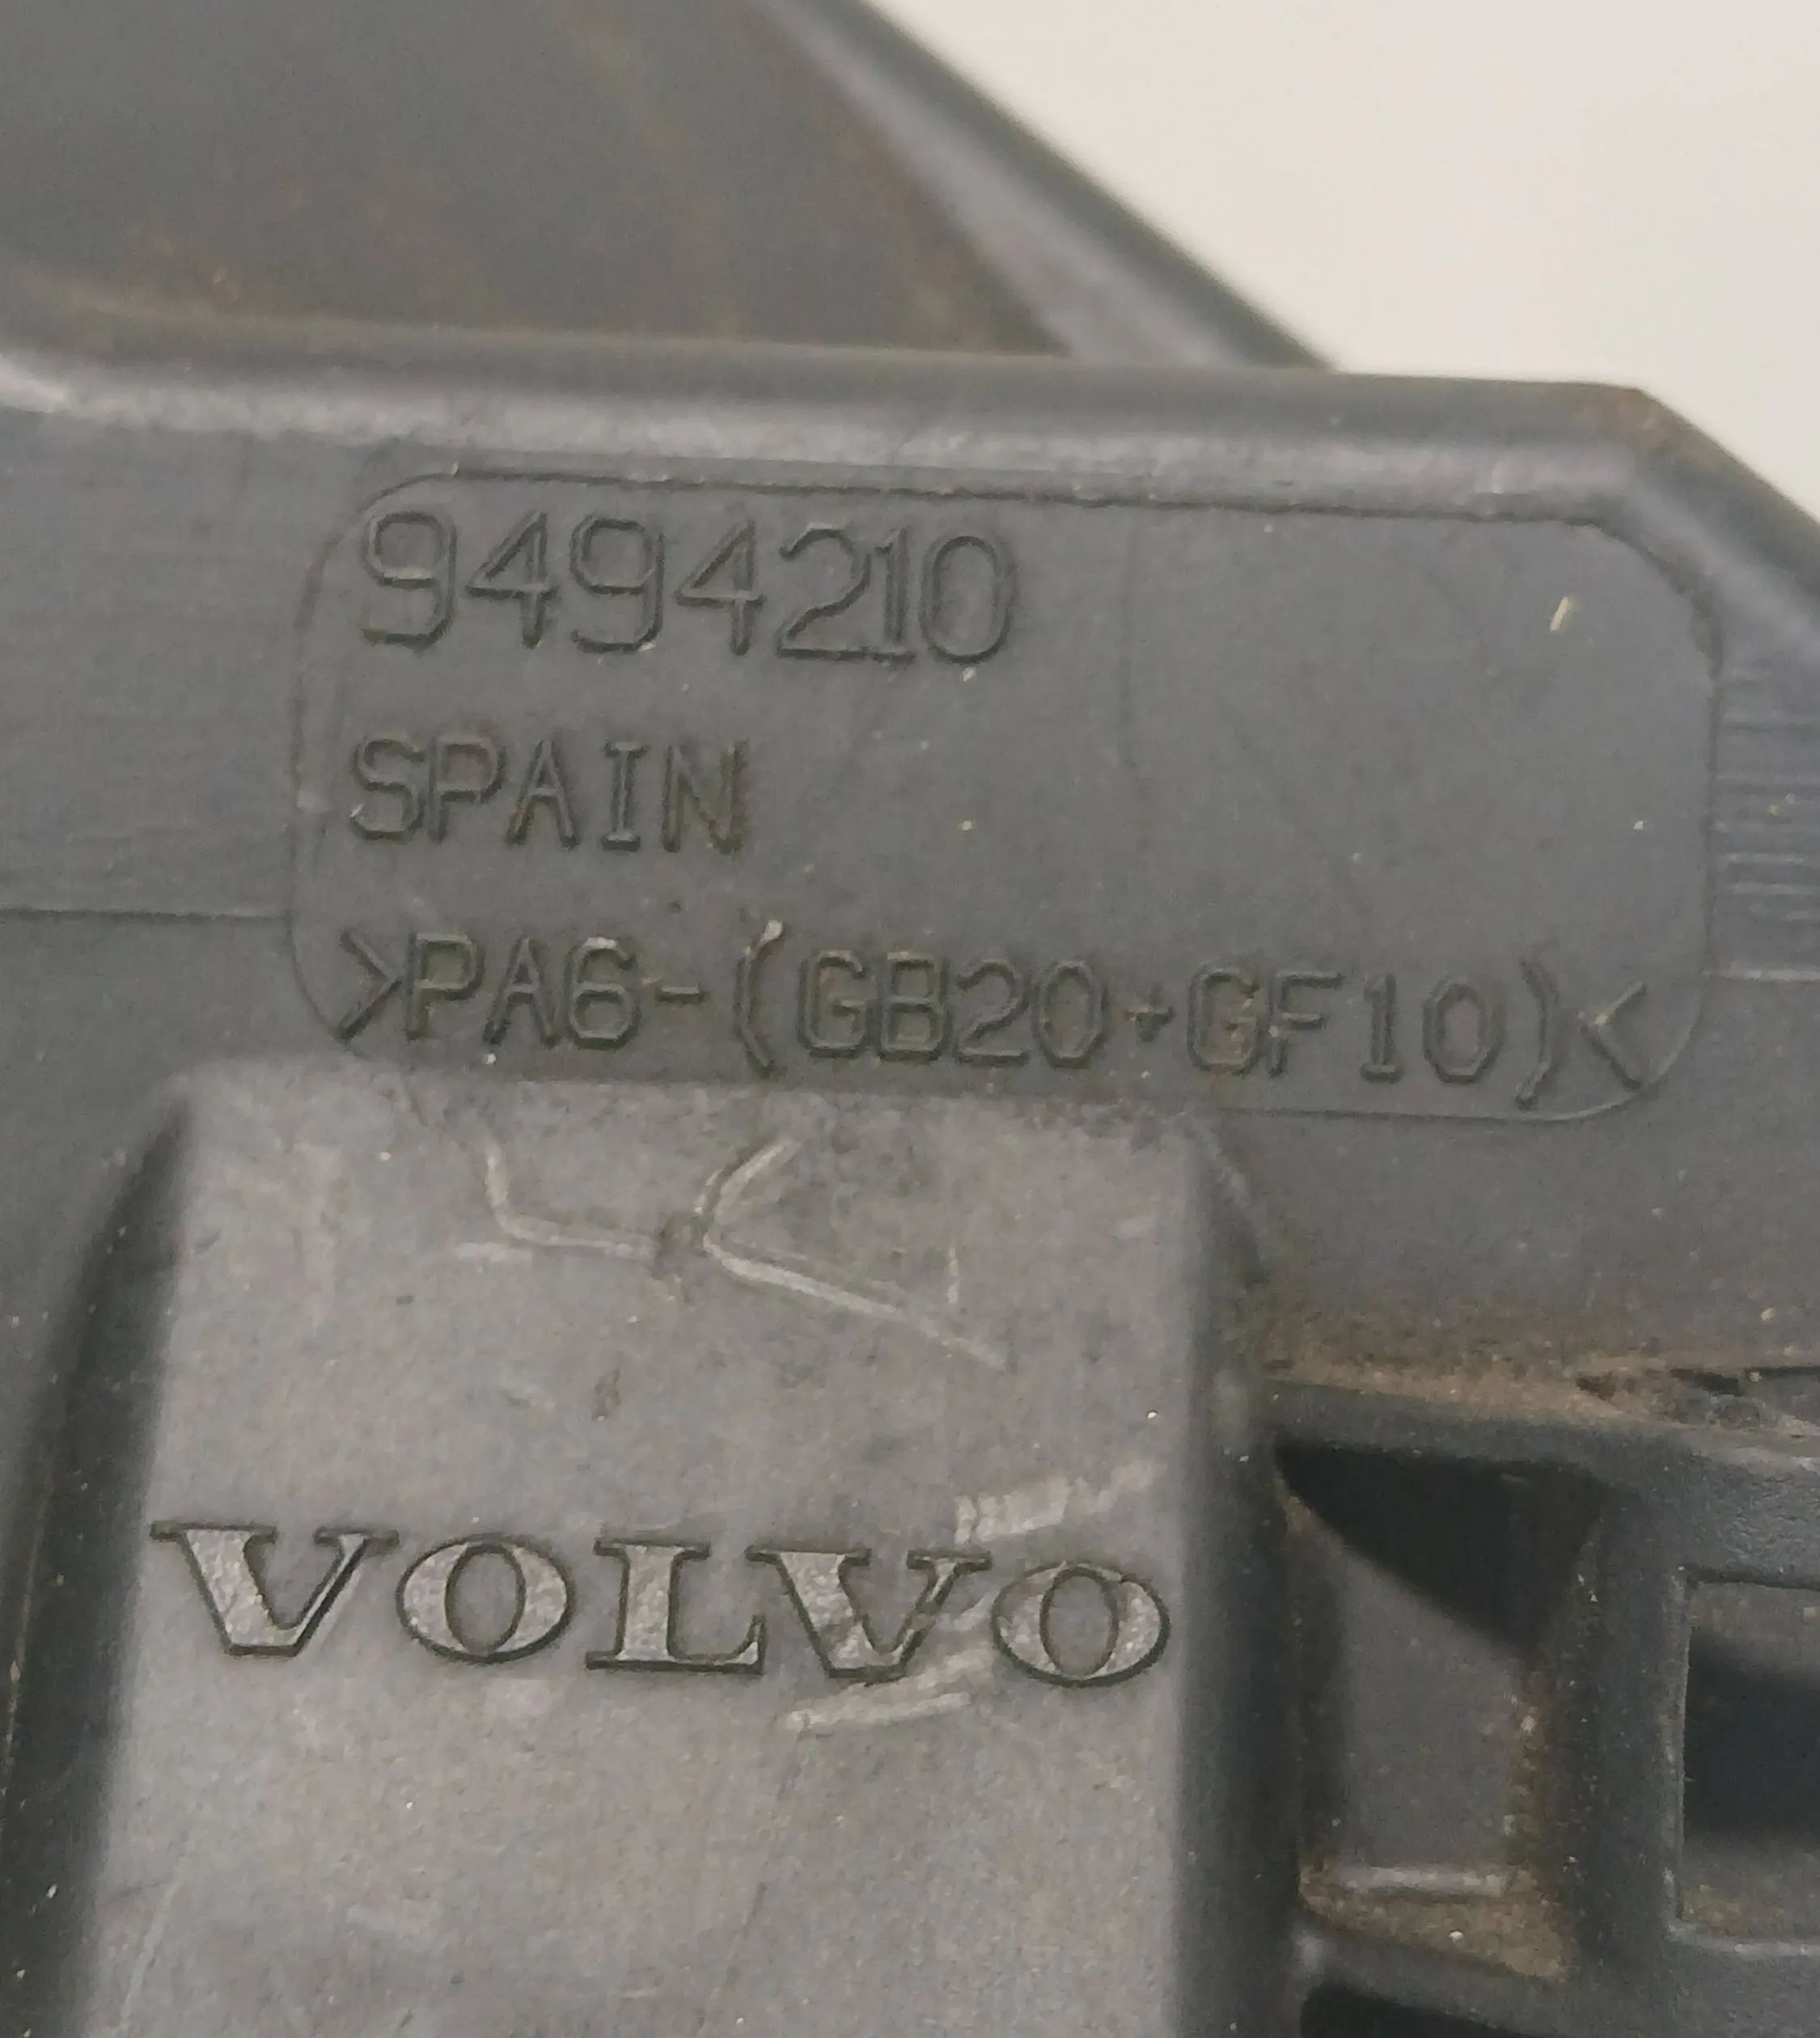 9494210
SPAIN
>PA6-(GB20+GF10)<
VOLVO